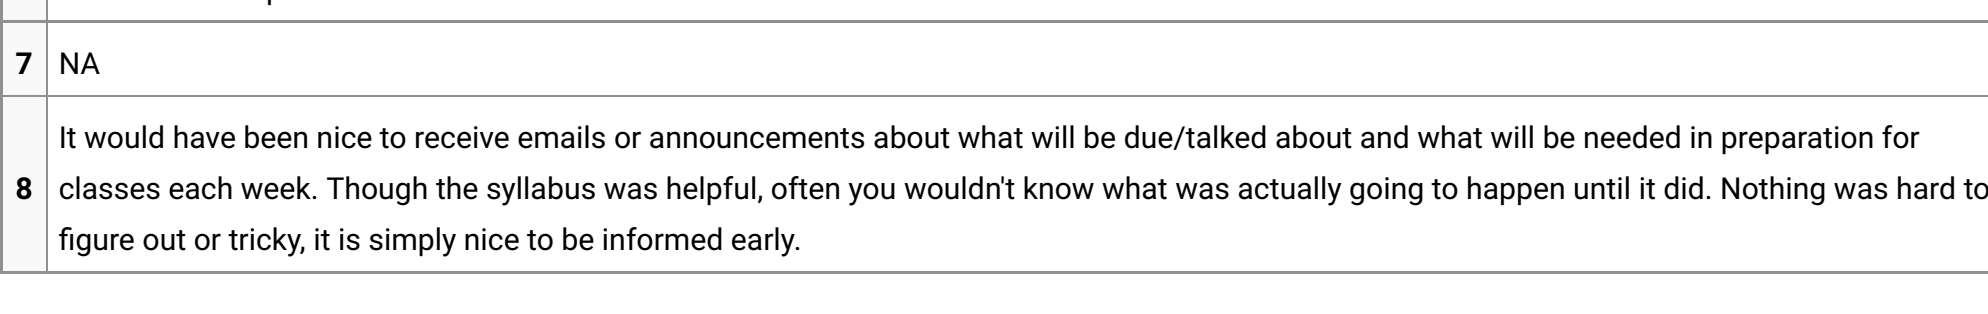 7 NA
It would have been nice to receive emails or announcements about what will be due/talked about and what will be needed in preparation for
8 classes each week. Though the syllabus was helpful, often you wouldn't know what was actually going to happen until it did. Nothing was hard to
figure out or tricky, it is simply nice to be informed early.